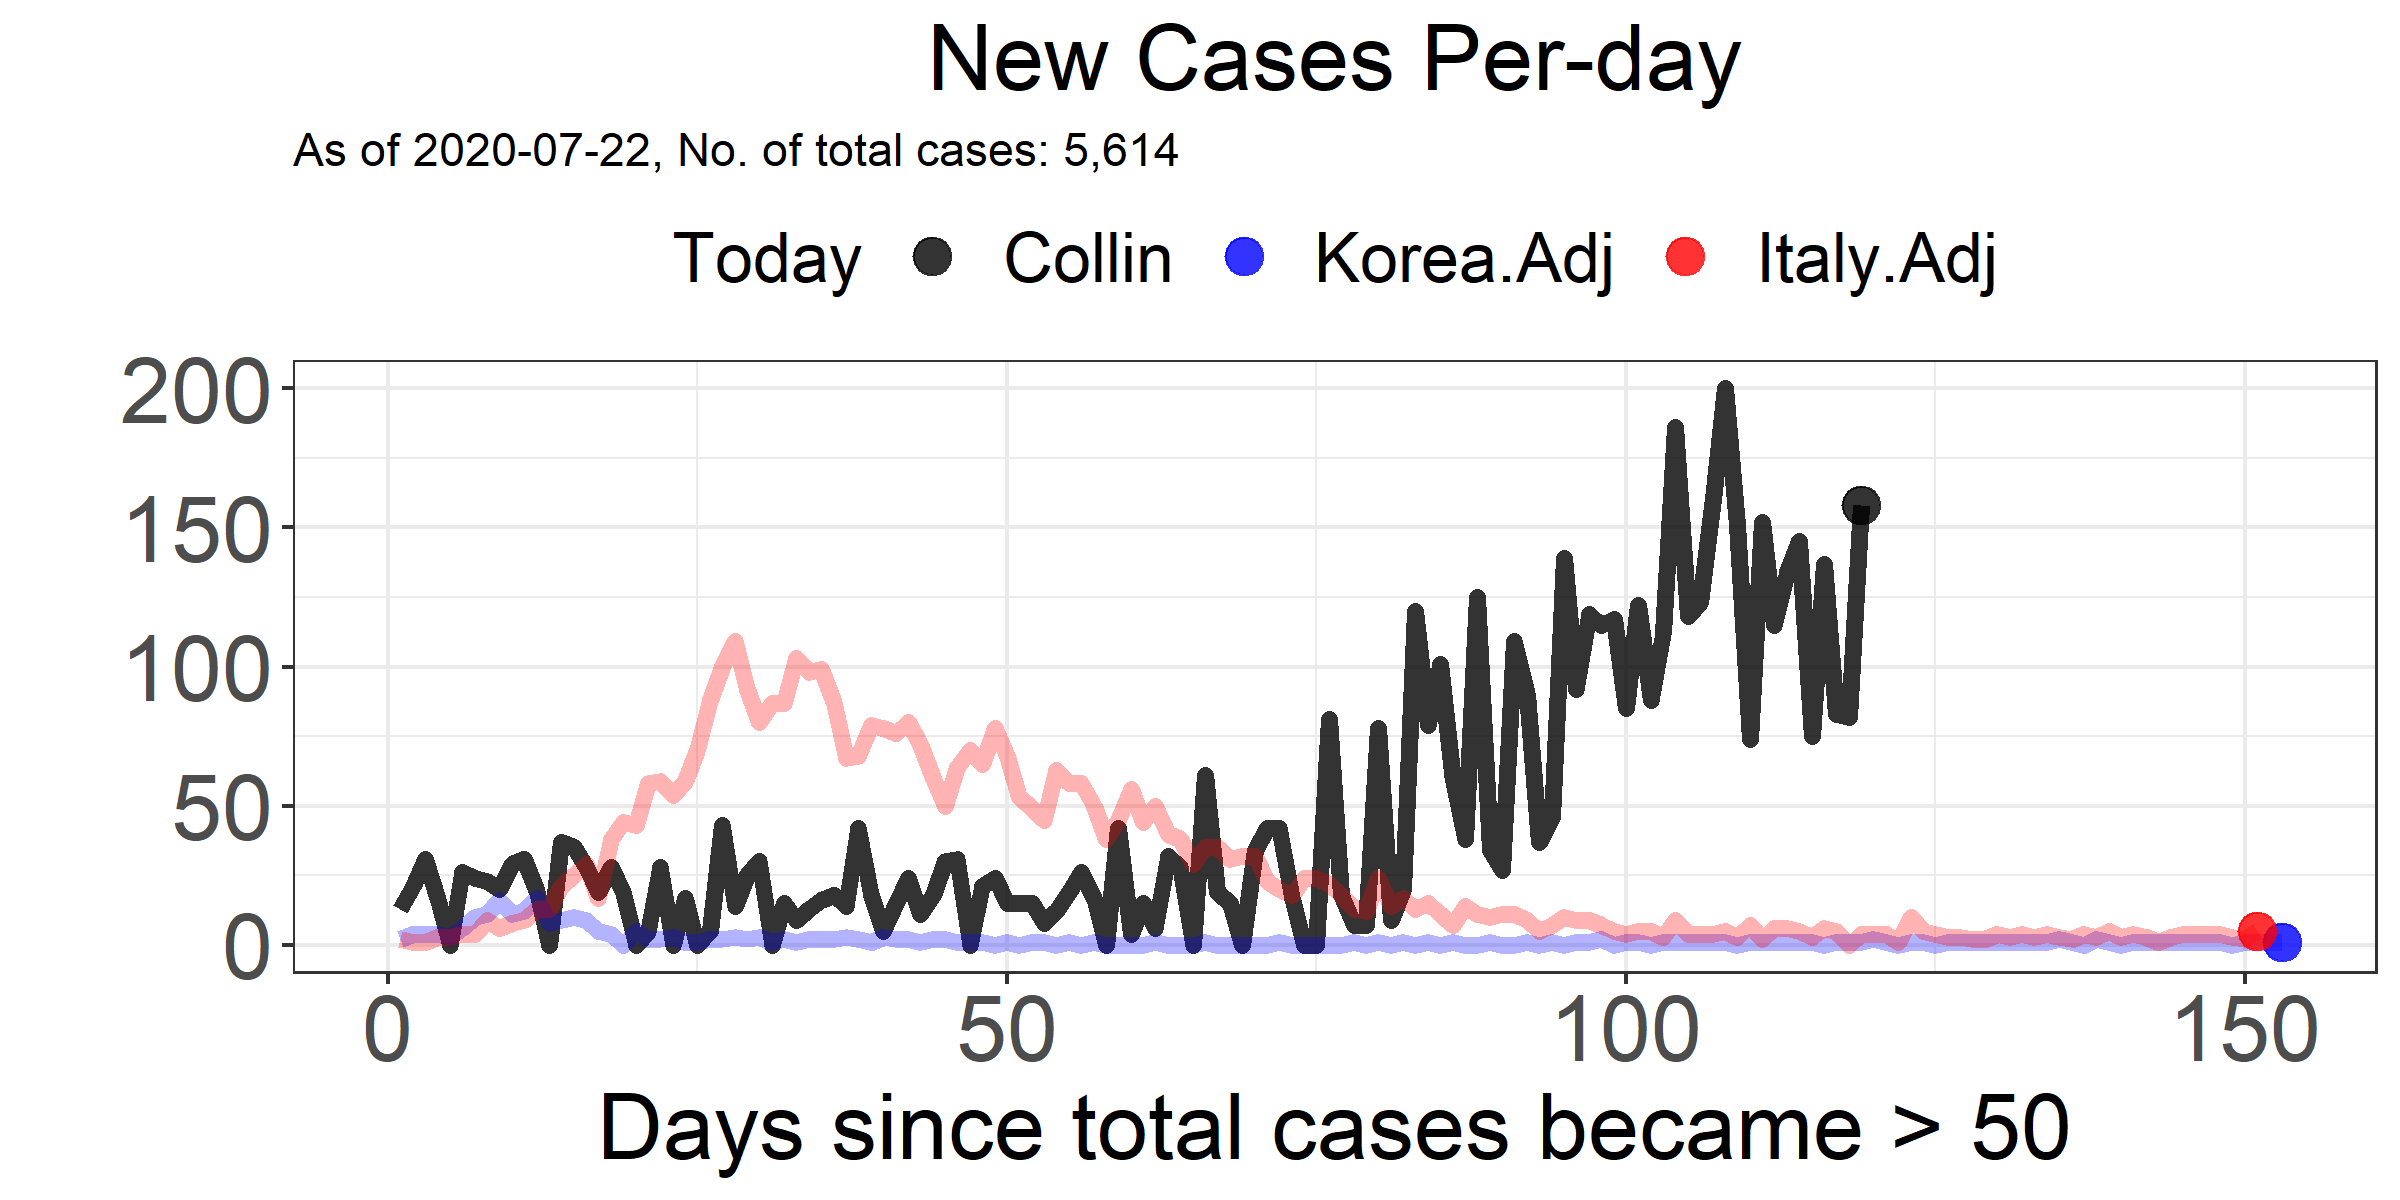 New Cases Per-day
As of 2020-07-22, No. of total cases: 5,614
Today Collin Korea.Adj Italy.Adj
200
150
100
50
0
0 50 100 150
Days since total cases became > 50